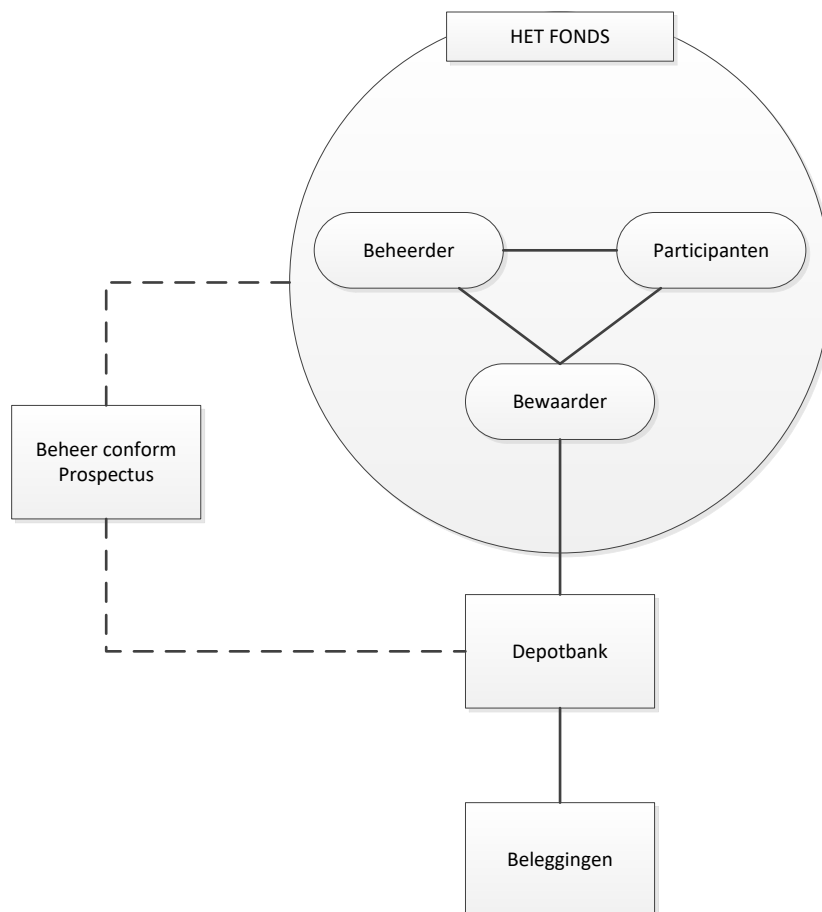 HET FONDS
Beheerder
Participanten
Bewaarder
Beheer conform
Prospectus
Depotbank
Beleggingen